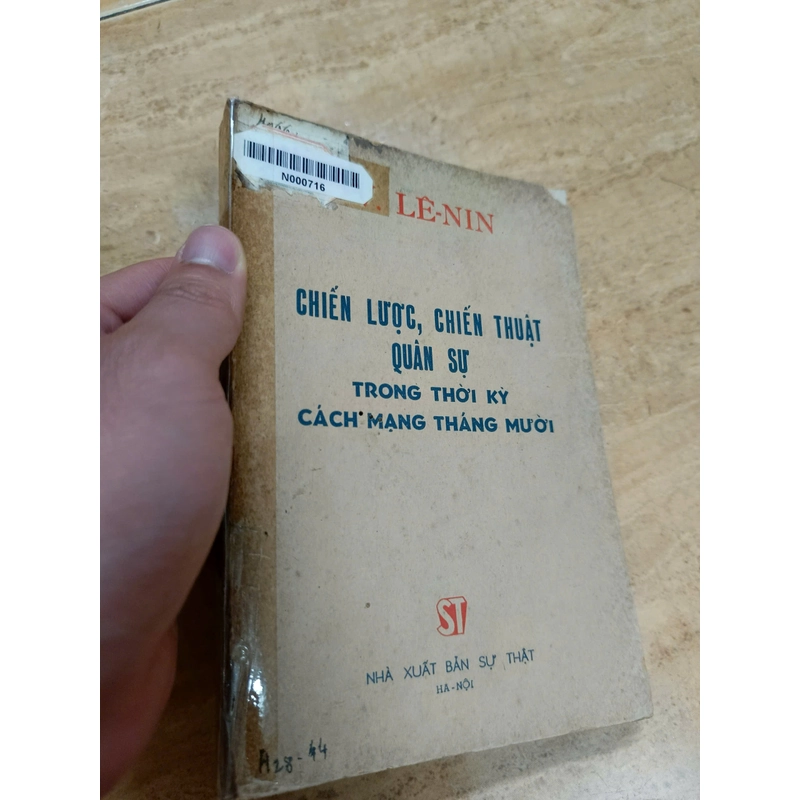 N000716
LÊ-NIN
CHIẾN LƯỢC, CHIẾN THUẬT
QUÂN SỰ
TRONG THỜI KỲ
CÁCH MẠNG THÁNG MƯỜI
ST
NHÀ XUẤT BẢN SỰ THẬT
HA-NỘI
A28-44